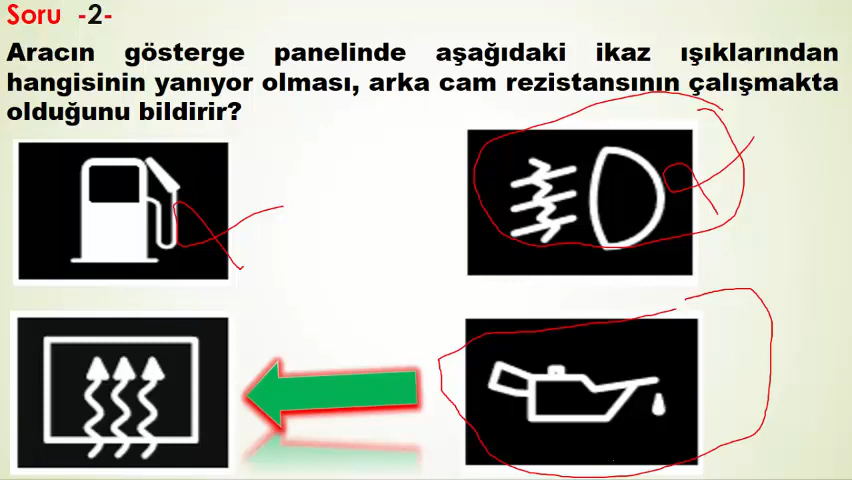 Soru -2-
Aracın gösterge panelinde aşağıdaki ikaz ışıklarından
hangisinin yanıyor olması, arka cam rezistansının çalışmakta
olduğunu bildirir?